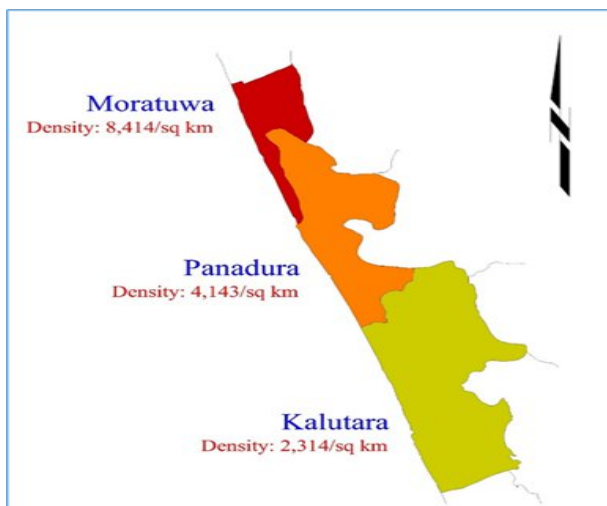 Moratuwa
Density: 8,414/sq km
Panadura
Density: 4,143/sq km
Kalutara
Density: 2,314/sq km